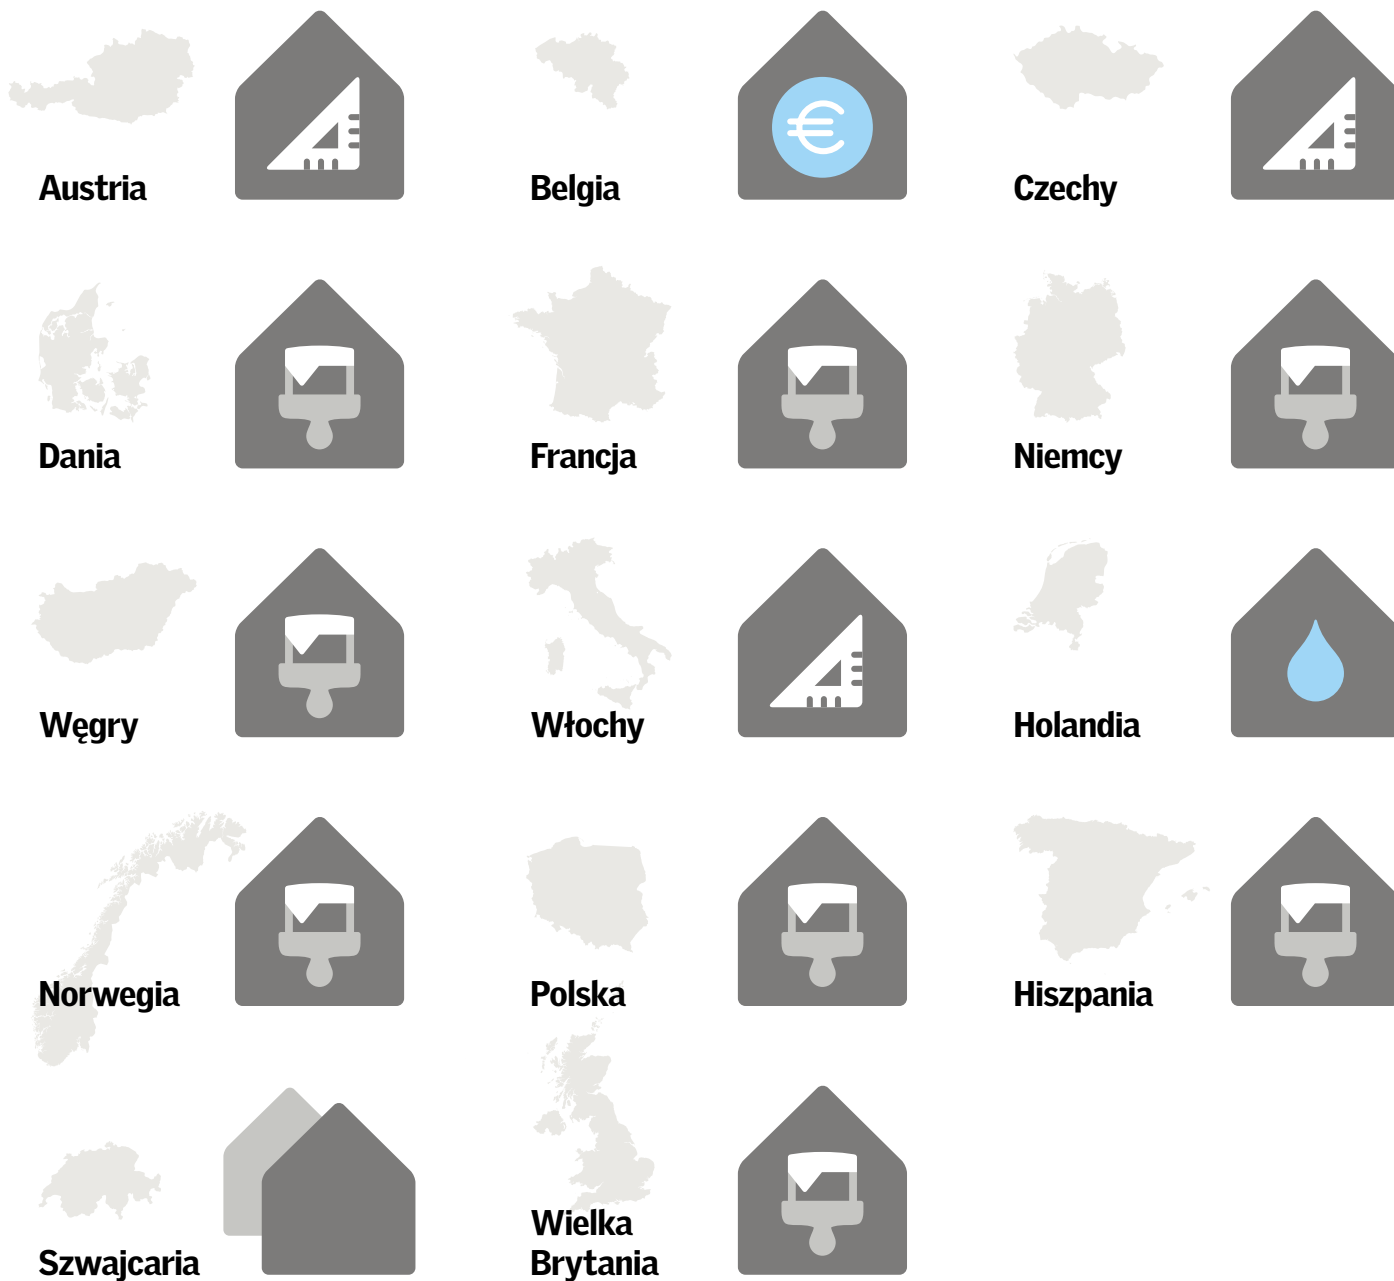 Austria
Belgia
Czechy
Dania
Francja
Niemcy
Węgry
Włochy
Holandia
Norwegia
Polska
Hiszpania
Szwajcaria
Wielka
Brytania